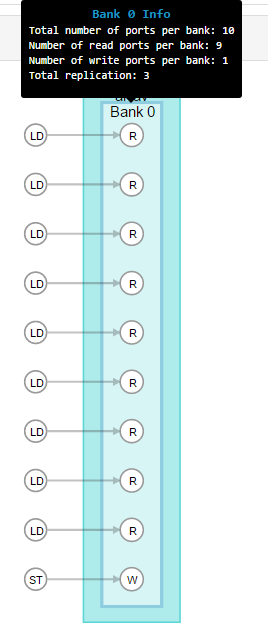 Bank 0 Info
Total number of ports per bank: 10
Number of read ports per bank: 9
Number of write ports per bank: 1
Total replication: 3
Bank 0
LD R
LD R
LD R
LD R
LD R
LD R
LD R
LD R
LD R
ST W